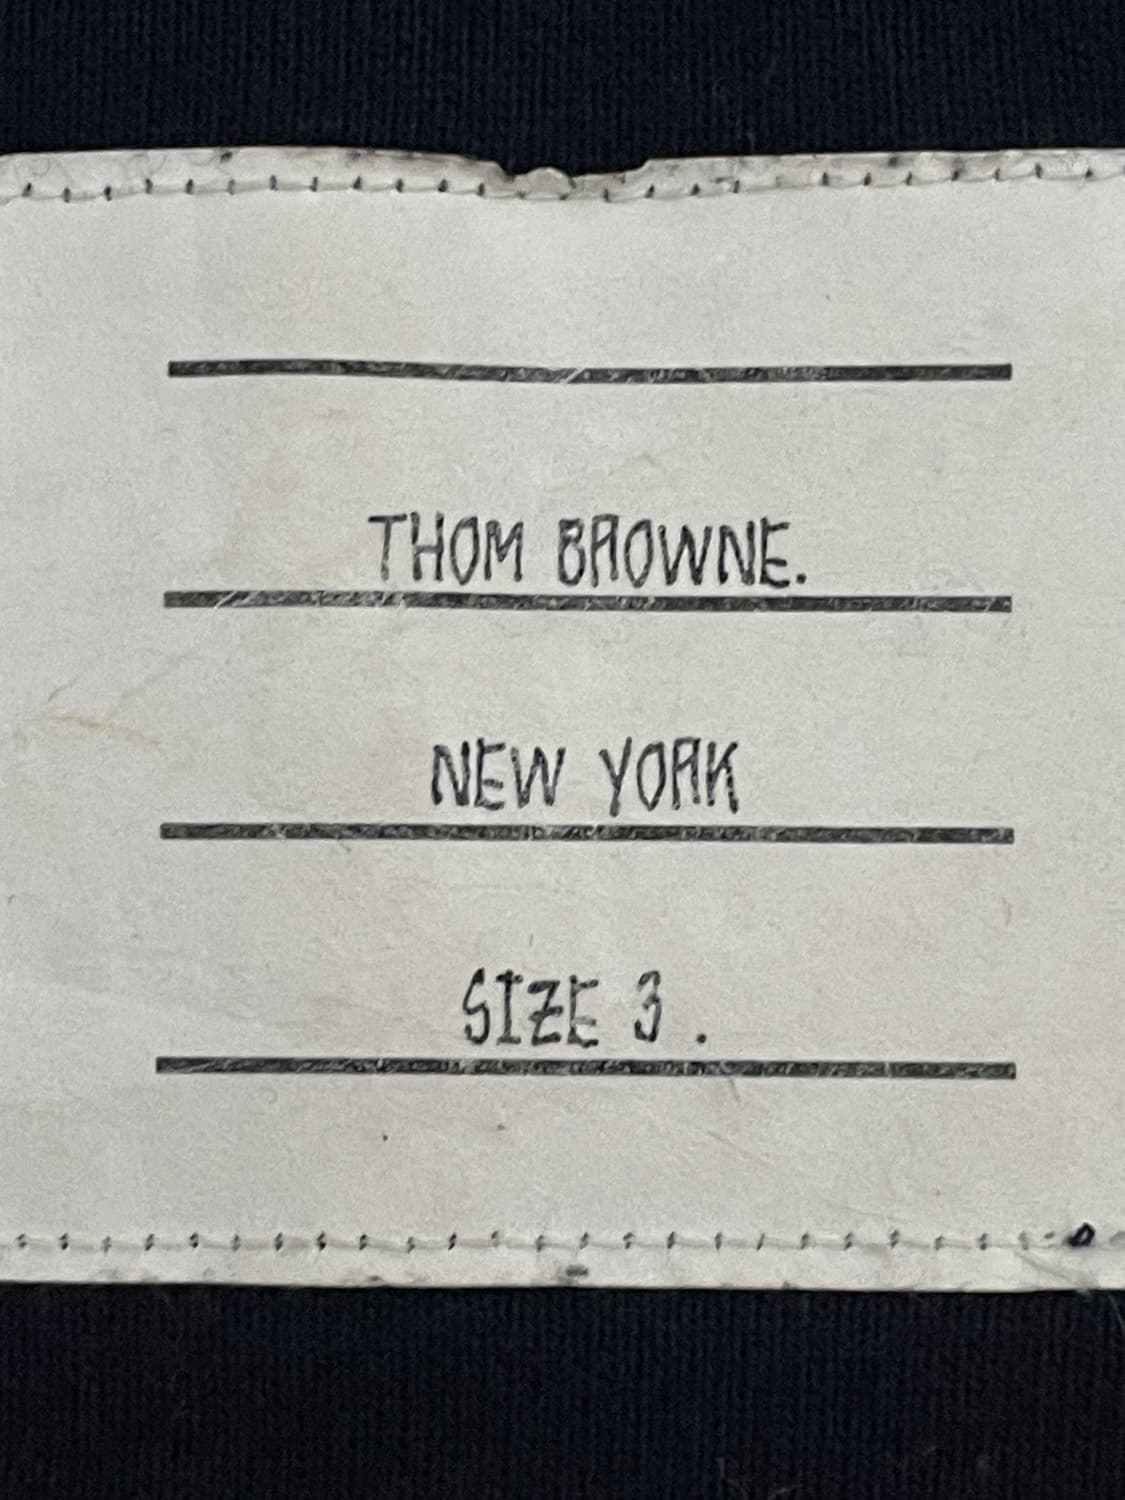 THOM BROWNE.
NEW YORK
SIZE 3 .